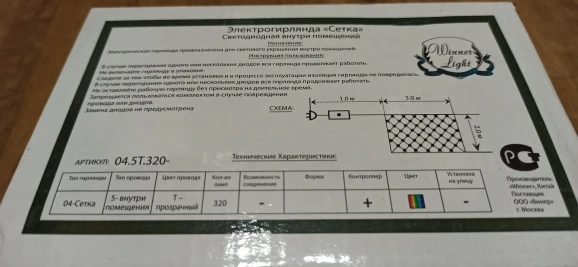 Электрогирлянда «Сетка»
Светодиодная внутри помещений
Назначение:
Электрическая гирлянда предназначена для светового украшения внутри помещений.
Инструкция пользования:
В случае перегорания одного или нескольких диодов вся гирлянда продолжает работать.
Не включайте гирлянду в упаковке.
Следите за тем чтобы во время установки и в процессе эксплуатации изоляция гирлянды не повредилась.
В случае перегорания одного или нескольких диодов вся гирлянда продолжает работать.
Не оставляйте рабочую гирлянду без присмотра на длительное время.
Запрещается пользоваться комплектом в случае повреждения
провода или диодов.
Замена диодов не предусмотрена
Winner
Light
СХЕМА:
1.0 м
3.0 м
2.0 м
АРТИКУЛ: 04.5T.320-
Технические Характеристики:
Тип гирлянды
Тип провода
Цвет провода
Кол-во ламп
Возможность соединения
Форма
Контроллер
Цвет
Установка на улицу
04-Сетка
5- внутри помещения
T - прозрачный
320
-
+
-
Производитель:
«Winner», Китай
Поставщик
ООО «Винер»
г. Москва